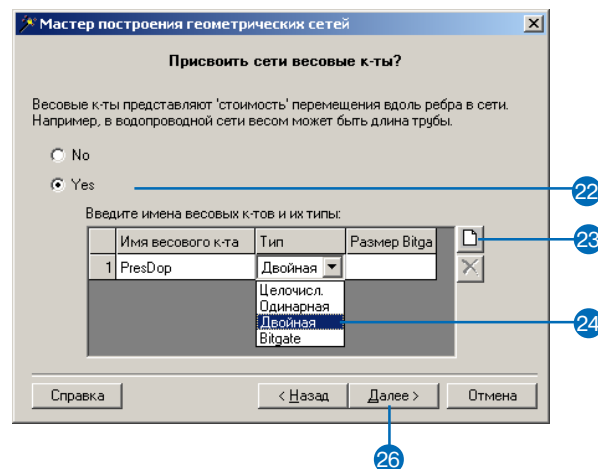 Мастер построения геометрических сетей
Присвоить сети весовые к-ты?
Весовые к-ты представляют 'стоимость' перемещения вдоль ребра в сети.
Например, в водопроводной сети весом может быть длина трубы.
No
Yes
22
Введите имена весовых к-тов и их типы:
Имя весового к-та Тип Размер Bitga
23
1 PresDop Двойная
Целочисл.
Одинарная
Двойная
24
Bitgate
Справка < Назад Далее > Отмена
26